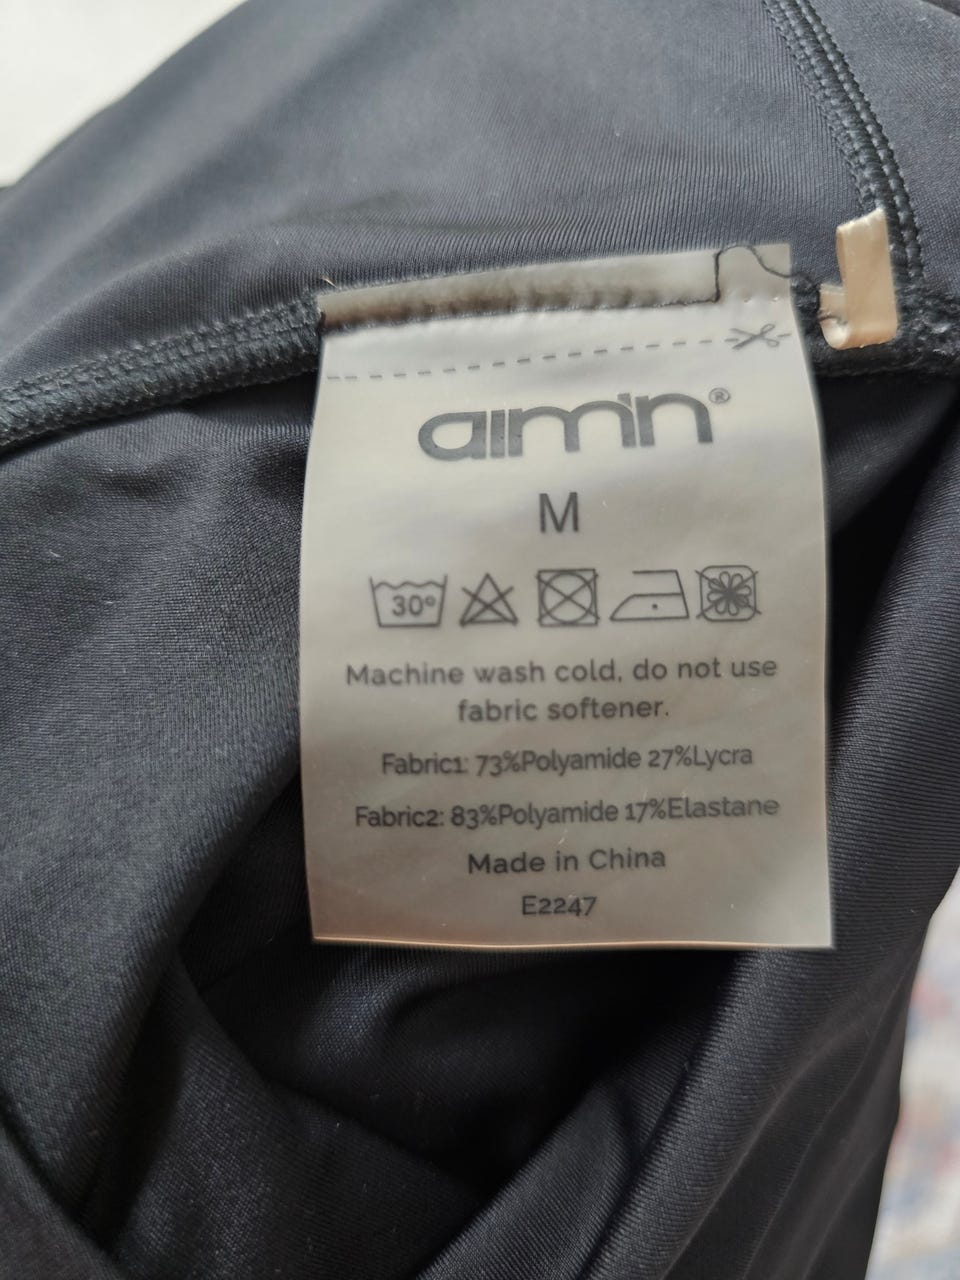 aim'n®
M
30°
Machine wash cold, do not use
fabric softener.
Fabric1: 73%Polyamide 27%Lycra
Fabric2: 83%Polyamide 17%Elastane
Made in China
E2247